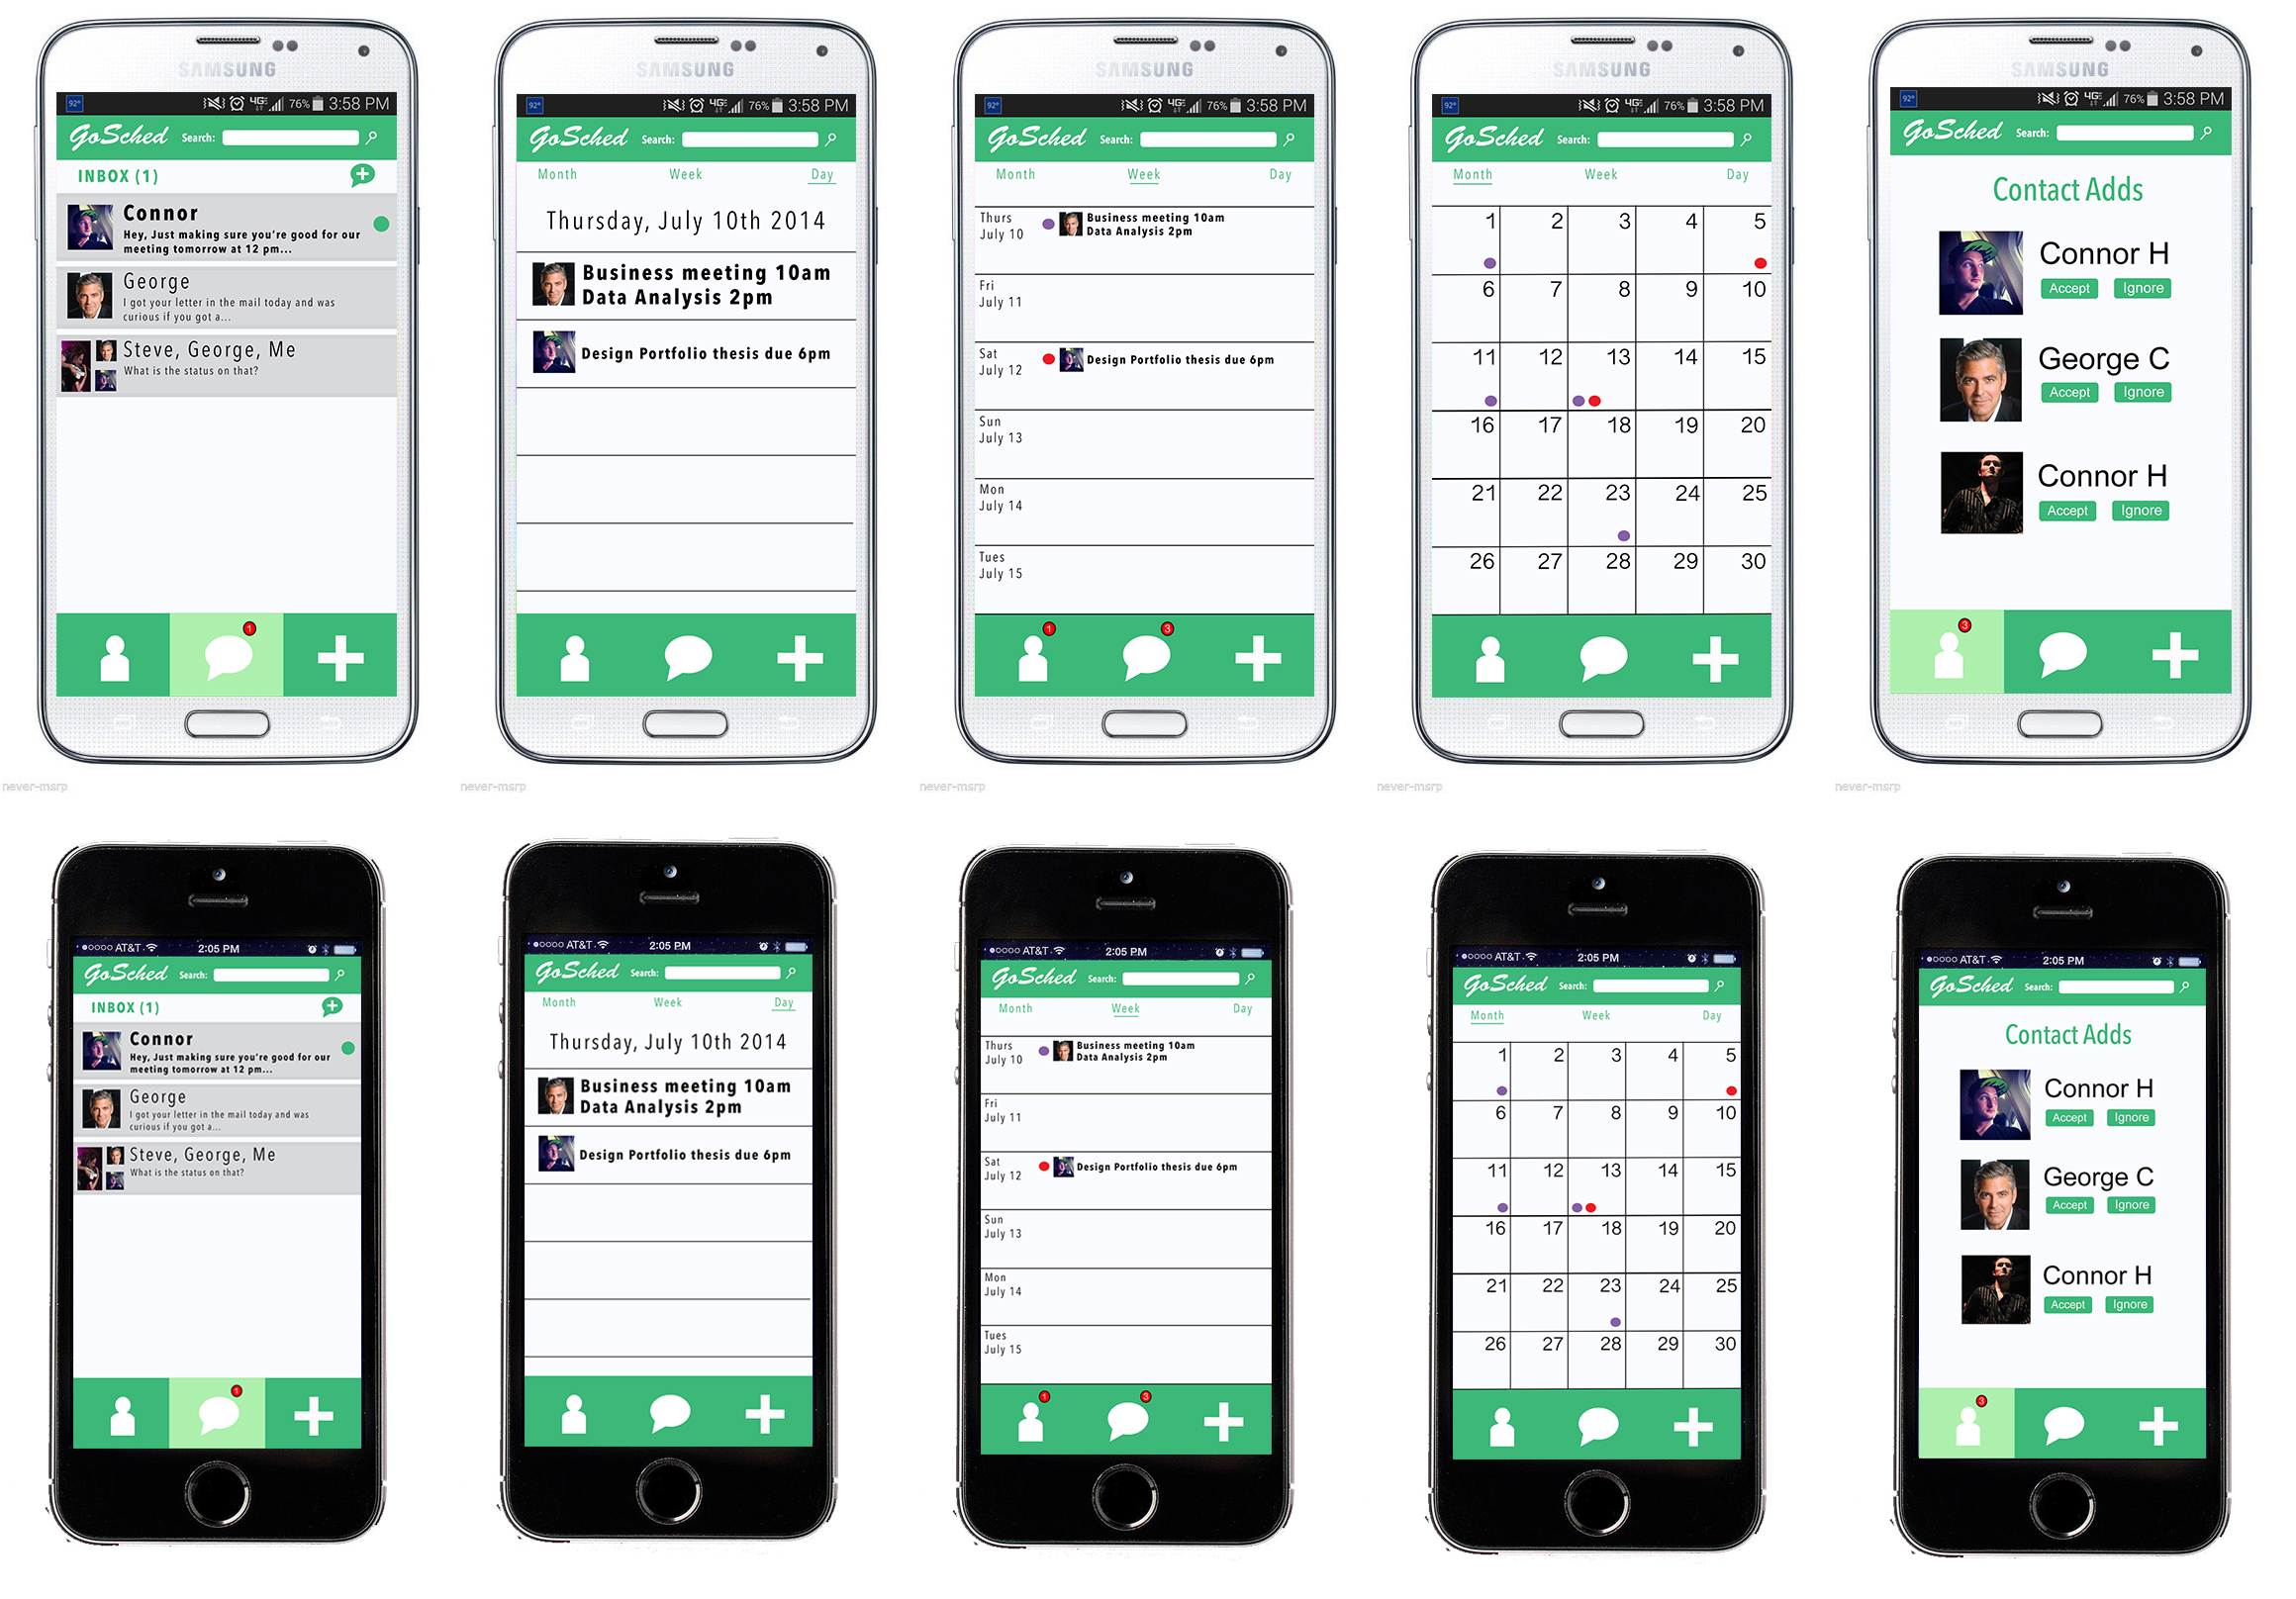 SAMSUNG
92°
4G
76%
3:58 PM
GoSched
Search:
INBOX (1)
Connor
Hey, Just making sure you're good for our
meeting tomorrow at 12 pm...
George
I got your letter in the mail today and was
curious if you got a...
Steve, George, Me
What is the status on that?
1
never-msrp
SAMSUNG
92°
4G
76%
3:58 PM
GoSched
Search:
Month Week Day
Thursday, July 10th 2014
Business meeting 10am
Data Analysis 2pm
Design Portfolio thesis due 6pm
never-msrp
SAMSUNG
92°
4G
76%
3:58 PM
GoSched
Search:
Month Week Day
Thurs
July 10
Business meeting 10am
Data Analysis 2pm
Fri
July 11
Sat
July 12
Design Portfolio thesis due 6pm
Sun
July 13
Mon
July 14
Tues
July 15
1
3
never-msrp
SAMSUNG
92°
4G
76%
3:58 PM
GoSched
Search:
Month Week Day
1 2 3 4 5
6 7 8 9 10
11 12 13 14 15
16 17 18 19 20
21 22 23 24 25
26 27 28 29 30
never-msrp
SAMSUNG
92°
4G
76%
3:58 PM
GoSched
Search:
Contact Adds
Connor H
Accept Ignore
George C
Accept Ignore
Connor H
Accept Ignore
3
never-msrp
AT&T
2:05 PM
GoSched
Search:
INBOX (1)
Connor
Hey, Just making sure you're good for our
meeting tomorrow at 12 pm...
George
I got your letter in the mail today and was
curious if you got a...
Steve, George, Me
What is the status on that?
1
AT&T
2:05 PM
GoSched
Search:
Month Week Day
Thursday, July 10th 2014
Business meeting 10am
Data Analysis 2pm
Design Portfolio thesis due 6pm
AT&T
2:05 PM
GoSched
Search:
Month Week Day
Thurs
July 10
Business meeting 10am
Data Analysis 2pm
Fri
July 11
Sat
July 12
Design Portfolio thesis due 6pm
Sun
July 13
Mon
July 14
Tues
July 15
1
3
AT&T
2:05 PM
GoSched
Search:
Month Week Day
1 2 3 4 5
6 7 8 9 10
11 12 13 14 15
16 17 18 19 20
21 22 23 24 25
26 27 28 29 30
AT&T
2:05 PM
GoSched
Search:
Contact Adds
Connor H
Accept Ignore
George C
Accept Ignore
Connor H
Accept Ignore
3